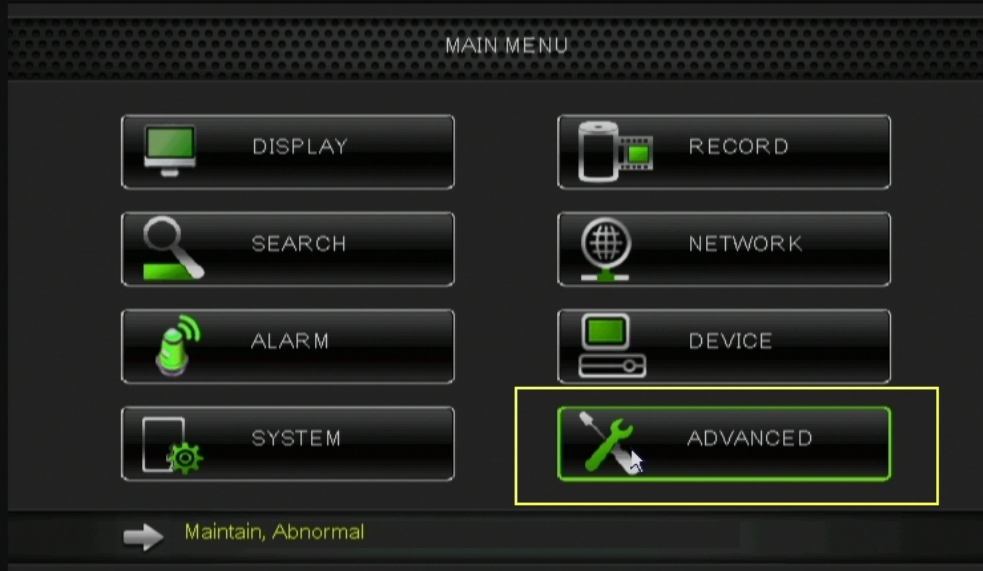 MAIN MENU
DISPLAY
RECORD
SEARCH
NETWORK
ALARM
DEVICE
SYSTEM
ADVANCED
Maintain, Abnormal